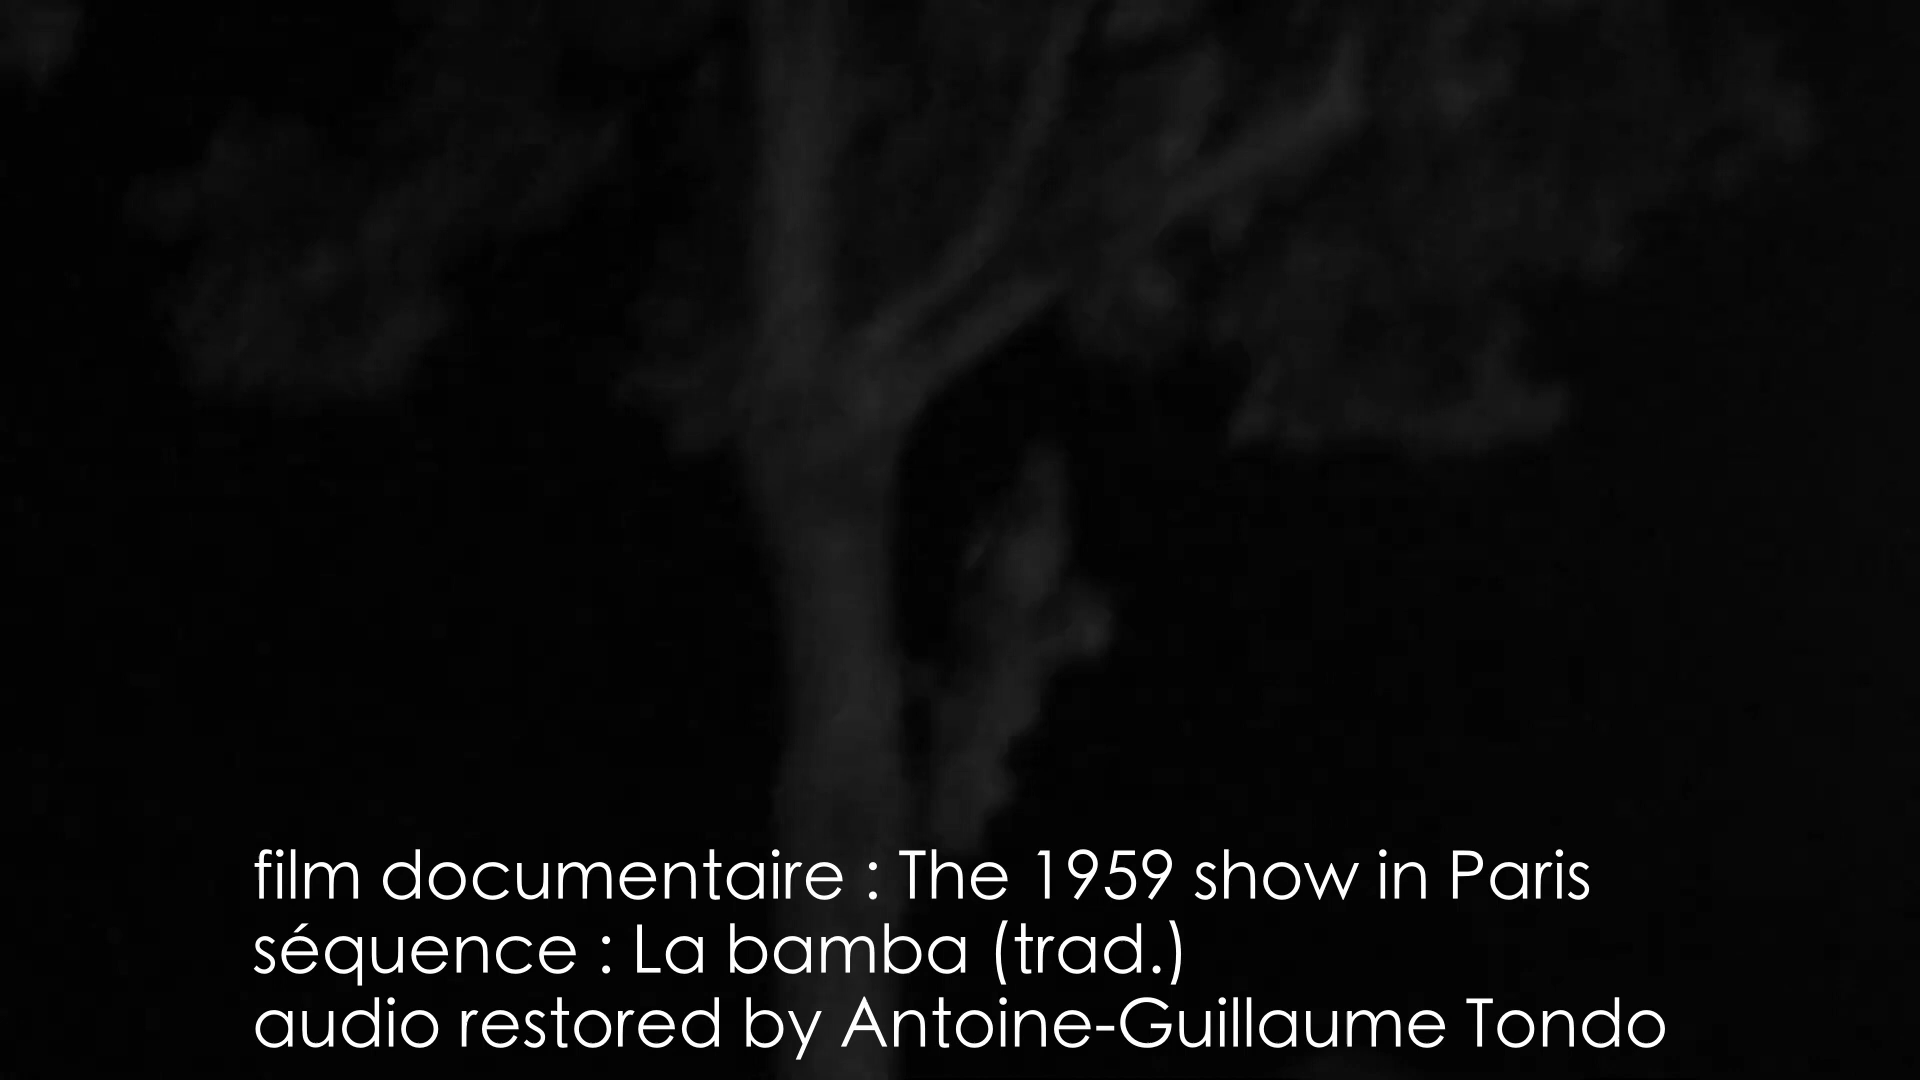 film documentaire : The 1959 show in Paris
séquence : La bamba (trad.)
audio restored by Antoine-Guillaume Tondo